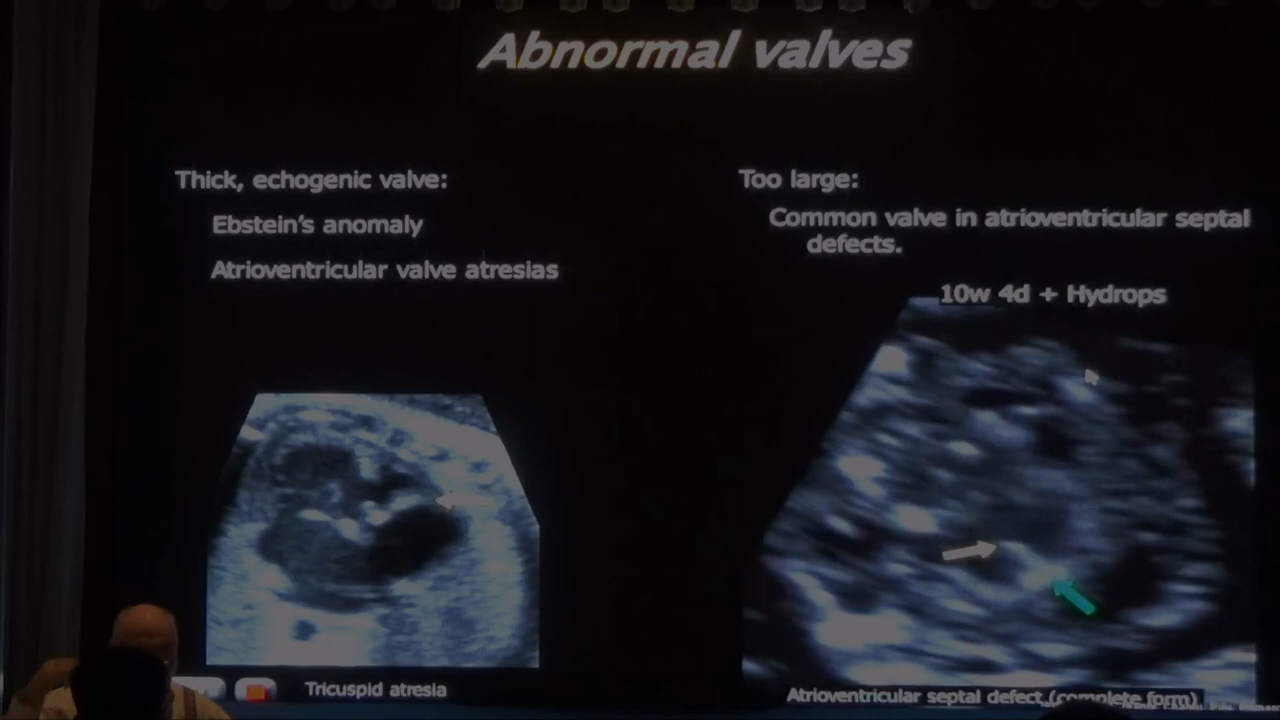 Abnormal valves
Thick, echogenic valve:
Ebstein's anomaly
Atrioventricular valve atresias
Too large:
Common valve in atrioventricular septal
defects.
10w 4d + Hydrops
Tricuspid atresia
Atrioventricular septal defect (complete form)